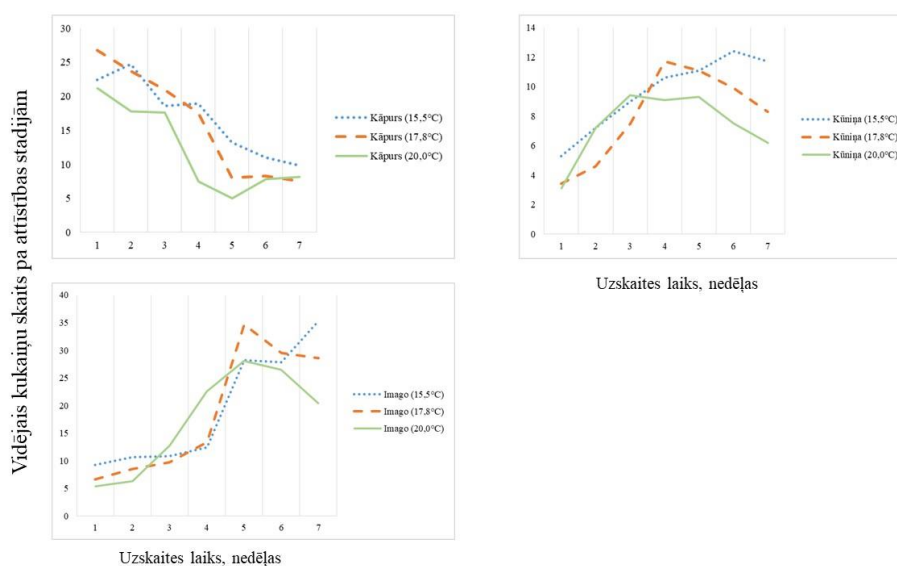 Vidējais kukaiņu skaits pa attīstības stadijām
30
25
20
15
10
5
0
1 2 3 4 5 6 7
Kāpurs (15,5°C)
Kāpurs (17,8°C)
Kāpurs (20,0°C)
14
12
10
8
6
4
2
0
1 2 3 4 5 6 7
Kūniņa (15,5°C)
Kūniņa (17,8°C)
Kūniņa (20,0°C)
Uzskaites laiks, nedēļas
40
35
30
25
20
15
10
5
0
1 2 3 4 5 6 7
Imago (15,5°C)
Imago (17,8°C)
Imago (20,0°C)
Uzskaites laiks, nedēļas